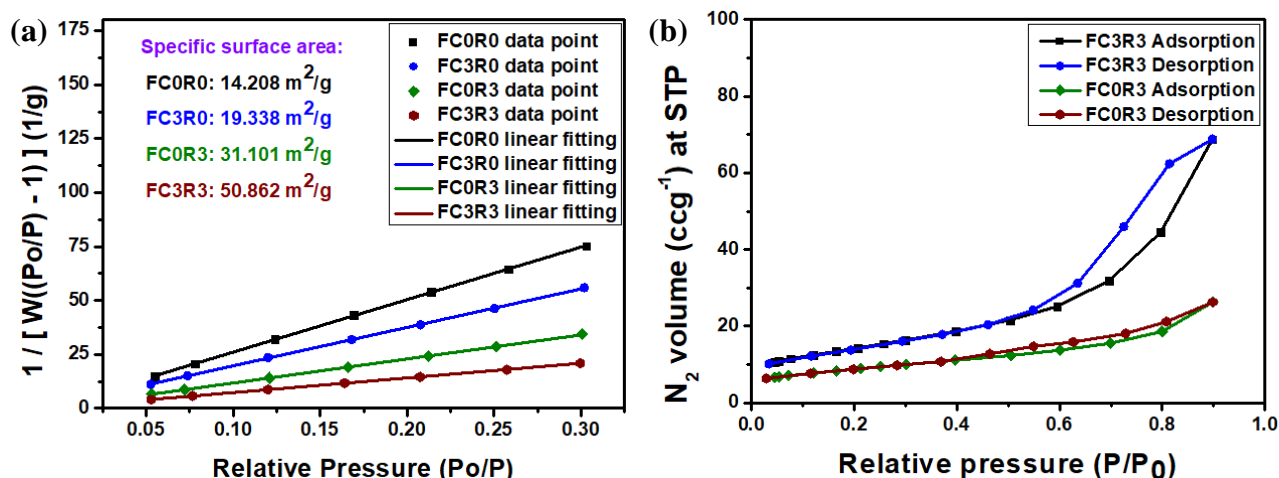 (a)
1 / [ W((Po/P) - 1) ] (1/g)
175
150
125
100
75
50
25
0
Specific surface area:
FC0R0: 14.208 m²/g
FC3R0: 19.338 m²/g
FC0R3: 31.101 m²/g
FC3R3: 50.862 m²/g
FC0R0 data point
FC3R0 data point
FC0R3 data point
FC3R3 data point
FC0R0 linear fitting
FC3R0 linear fitting
FC0R3 linear fitting
FC3R3 linear fitting
0.05 0.10 0.15 0.20 0.25 0.30
Relative Pressure (Po/P)
(b)
N₂ volume (ccg⁻¹) at STP
100
80
60
40
20
0
FC3R3 Adsorption
FC3R3 Desorption
FC0R3 Adsorption
FC0R3 Desorption
0.0 0.2 0.4 0.6 0.8 1.0
Relative pressure (P/P₀)